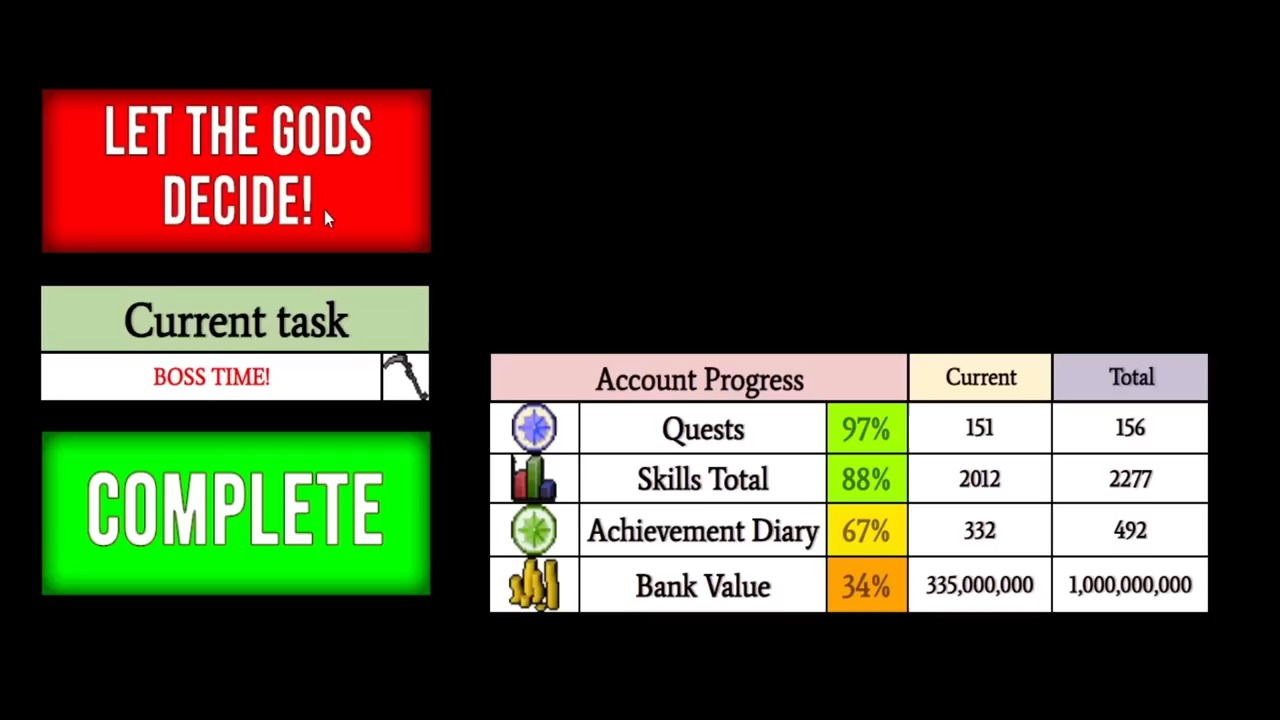 LET THE GODS
DECIDE!
Current task
BOSS TIME!
COMPLETE
Account Progress Current Total
Quests 97% 151 156
Skills Total 88% 2012 2277
Achievement Diary 67% 332 492
Bank Value 34% 335,000,000 1,000,000,000